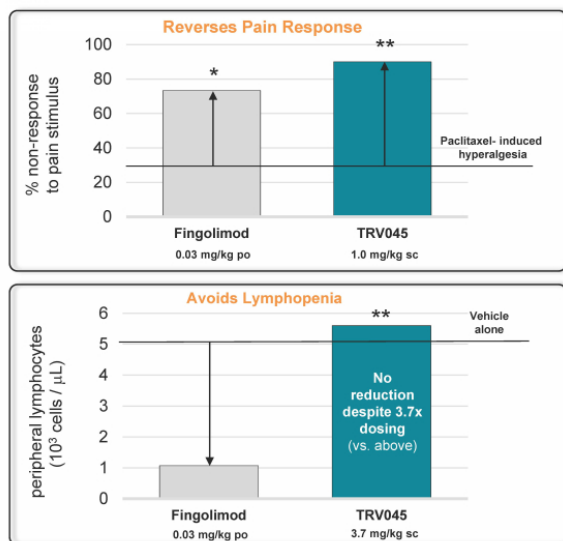 Reverses Pain Response
% non-response
to pain stimulus
100
80
60
40
20
0
*
**
Paclitaxel- induced
hyperalgesia
Fingolimod
TRV045
0.03 mg/kg po
1.0 mg/kg sc
Avoids Lymphopenia
peripheral lymphocytes
(10³ cells / μL)
6
5
4
3
2
1
0
**
Vehicle
alone
No
reduction
despite 3.7x
dosing
(vs. above)
Fingolimod
TRV045
0.03 mg/kg po
3.7 mg/kg sc